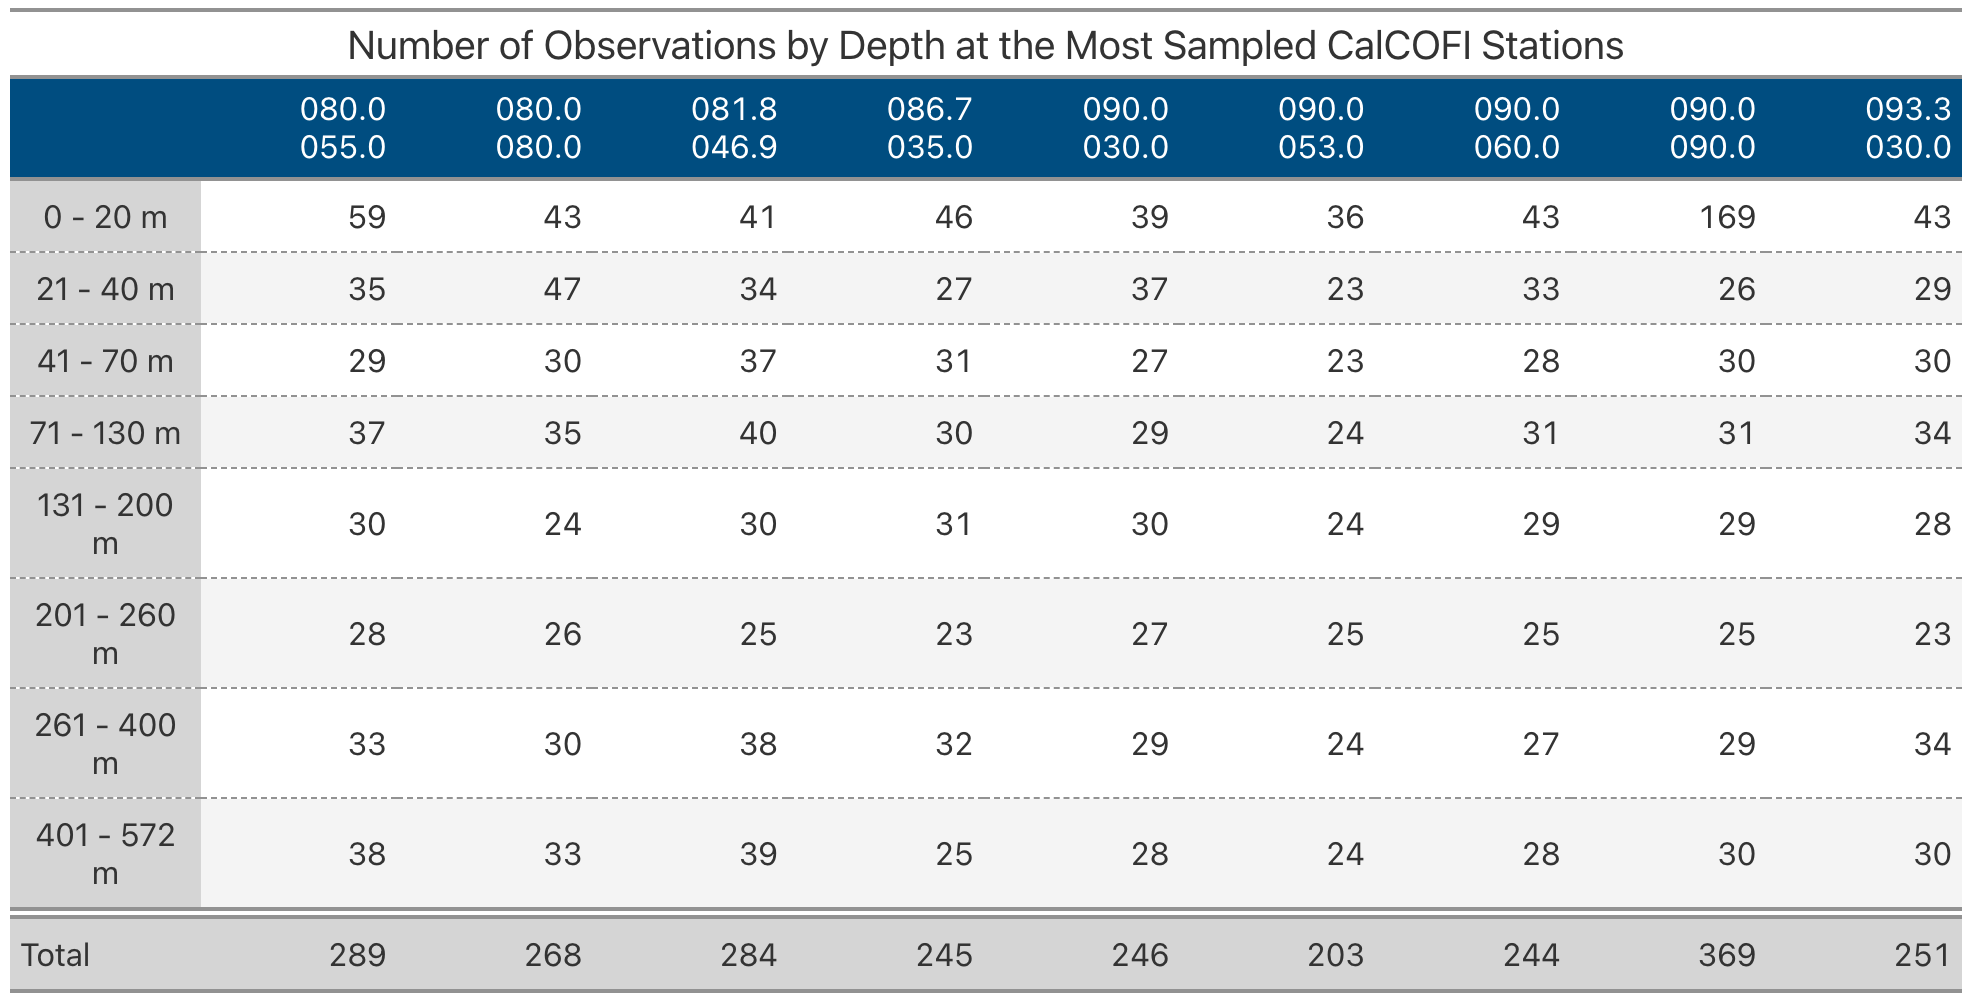 Number of Observations by Depth at the Most Sampled CalCOFI Stations
080.0 080.0 081.8 086.7 090.0 090.0 090.0 090.0 093.3
055.0 080.0 046.9 035.0 030.0 053.0 060.0 090.0 030.0
0 - 20 m 59 43 41 46 39 36 43 169 43
21 - 40 m 35 47 34 27 37 23 33 26 29
41 - 70 m 29 30 37 31 27 23 28 30 30
71 - 130 m 37 35 40 30 29 24 31 31 34
131 - 200
m 30 24 30 31 30 24 29 29 28
201 - 260
m 28 26 25 23 27 25 25 25 23
261 - 400
m 33 30 38 32 29 24 27 29 34
401 - 572
m 38 33 39 25 28 24 28 30 30
Total 289 268 284 245 246 203 244 369 251